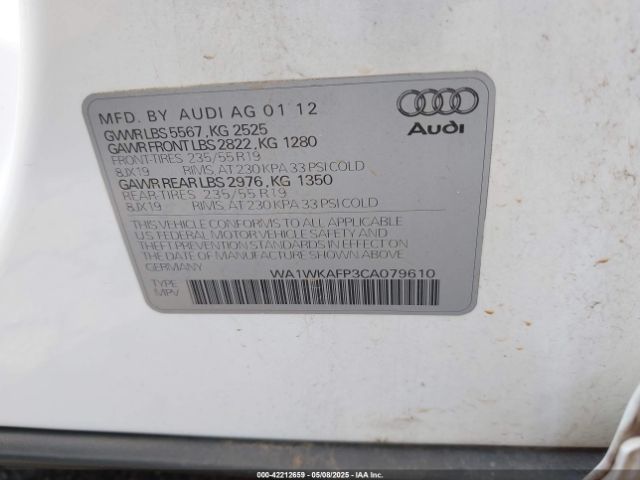 MFD. BY AUDI AG 01 12
GVWR LBS 5567, KG 2525
GAWR FRONT LBS 2822, KG 1280
FRONT-TIRES 235/55 R19
8JX19 RIMS, AT 230 KPA 33 PSI COLD
GAWR REAR LBS 2976, KG 1350
REAR-TIRES 235/55 R19
8JX19 RIMS, AT 230 KPA 33 PSI COLD
THIS VEHICLE CONFORMS TO ALL APPLICABLE
U.S FEDERAL MOTOR VEHICLE SAFETY AND
THEFT PREVENTION STANDARDS IN EFFECT ON
THE DATE OF MANUFACTURE SHOWN ABOVE.
GERMANY
WA1WKAFP3CA079610
TYPE:
MPV
Audi
000-42212659 - 05/08/2025 - IAA Inc.